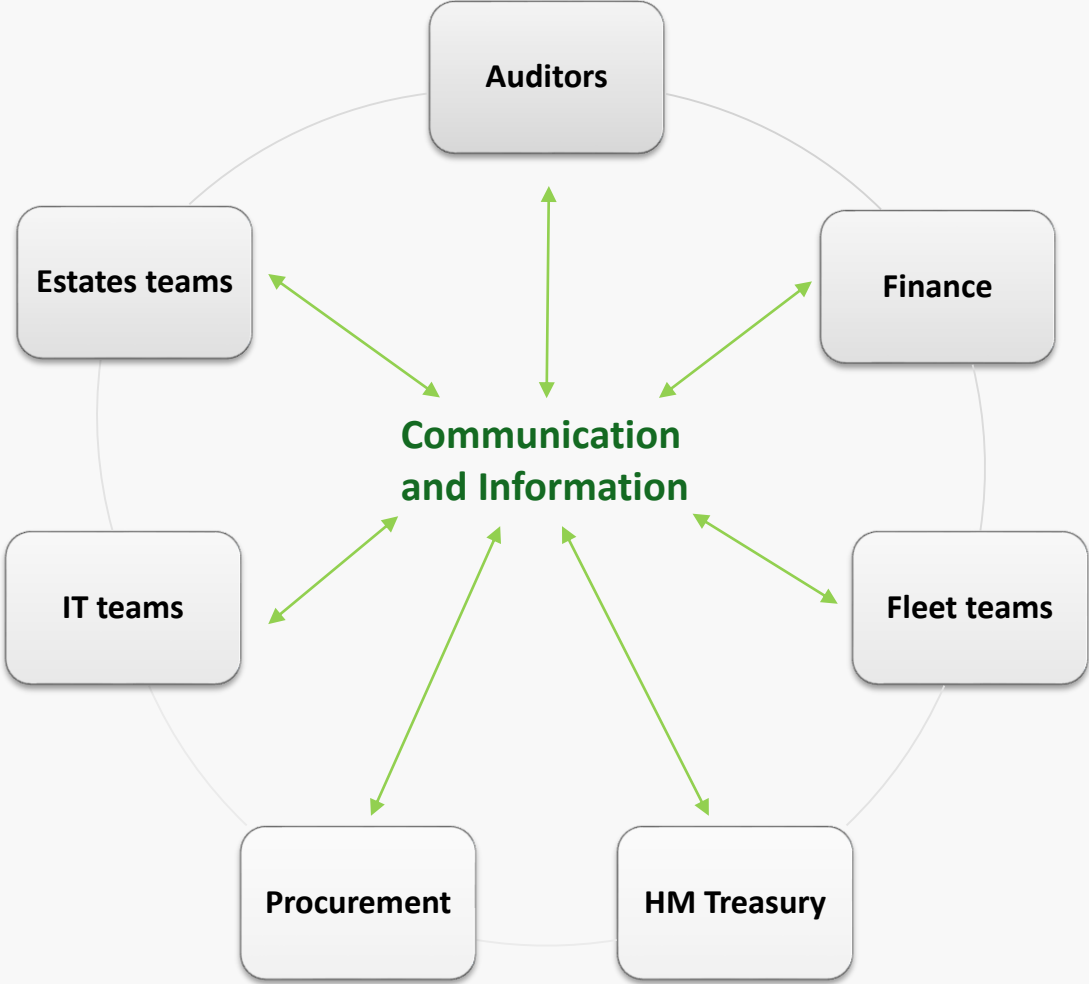 Auditors
Estates teams
Finance
Communication
and Information
IT teams
Fleet teams
Procurement
HM Treasury